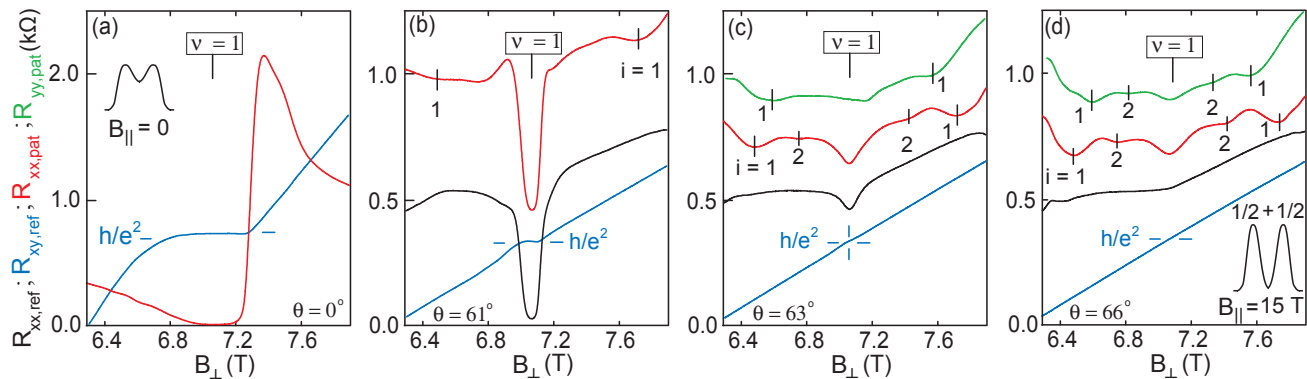 R_xx,ref ; R_xy,ref ; R_xx,pat ; R_yy,pat (kΩ)
(a)
ν = 1
2.0
1.0
0.0
B_|| = 0
h/e²
θ = 0°
6.4
6.8
7.2
7.6
B_⊥ (T)
(b)
ν = 1
1.0
0.5
0.0
1
i = 1
h/e²
θ = 61°
6.4
6.8
7.2
7.6
B_⊥ (T)
(c)
ν = 1
1.0
0.5
0.0
1
1
i = 1
2
2
1
h/e²
θ = 63°
6.4
6.8
7.2
7.6
B_⊥ (T)
(d)
ν = 1
1.0
0.5
0.0
1
2
2
1
i = 1
2
2
1
h/e²
1/2 + 1/2
B_|| = 15 T
θ = 66°
6.4
6.8
7.2
7.6
B_⊥ (T)